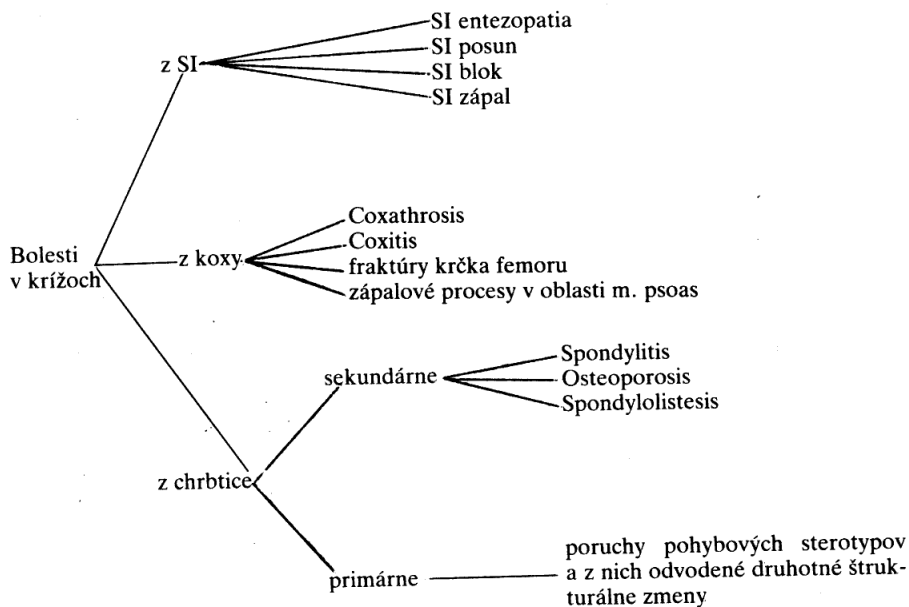 SI entezopatia
SI posun
z SI
SI blok
SI zápal
Coxathrosis
Coxitis
Bolesti
v krížoch
z koxy
fraktúry krčka femoru
zápalové procesy v oblasti m. psoas
sekundárne
Spondylitis
Osteoporosis
Spondylolistesis
z chrbtice
primárne
poruchy pohybových sterotypov
a z nich odvodené druhotné štruk-
turálne zmeny